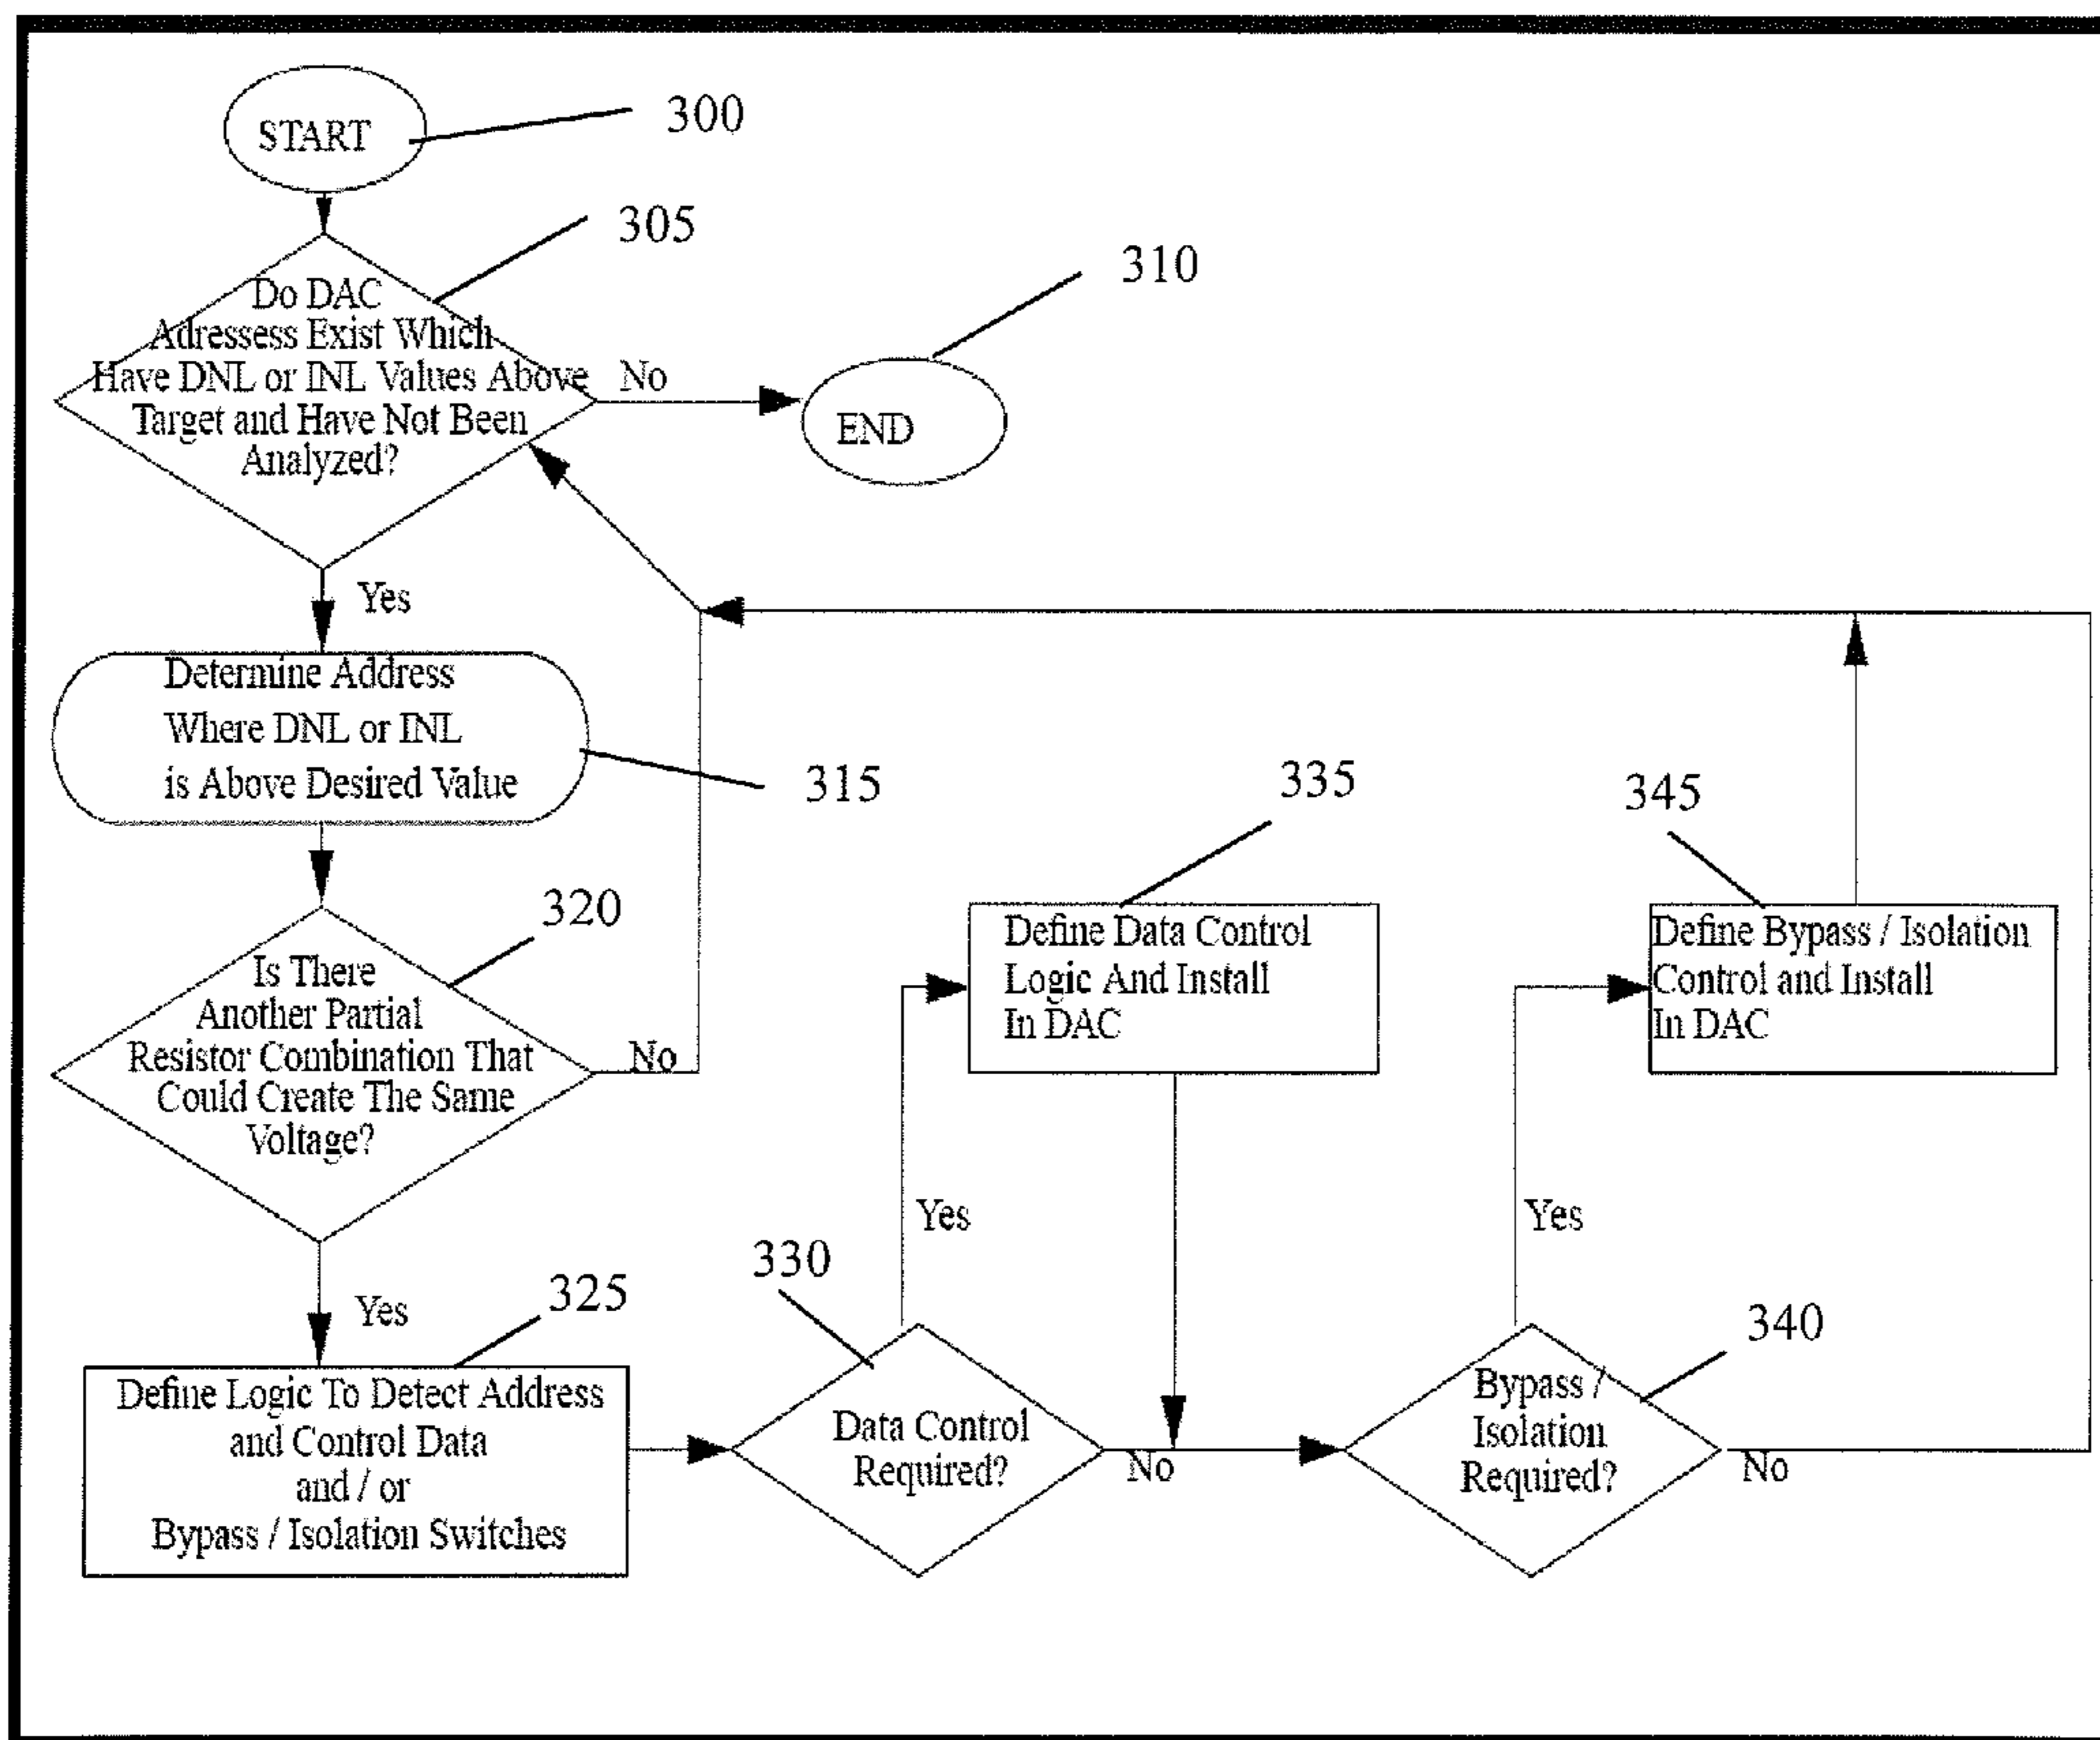 START
300
305
Do DAC
Adressess Exist Which
Have DNL or INL Values Above
Target and Have Not Been
Analyzed?
No
310
END
Yes
Determine Address
Where DNL or INL
is Above Desired Value
315
320
Is There
Another Partial
Resistor Combination That
Could Create The Same
Voltage?
No
Yes
325
Define Logic To Detect Address
and Control Data
and / or
Bypass / Isolation Switches
330
Data Control
Required?
Yes
No
335
Define Data Control
Logic And Install
In DAC
340
Bypass /
Isolation
Required?
Yes
No
345
Define Bypass / Isolation
Control and Install
In DAC